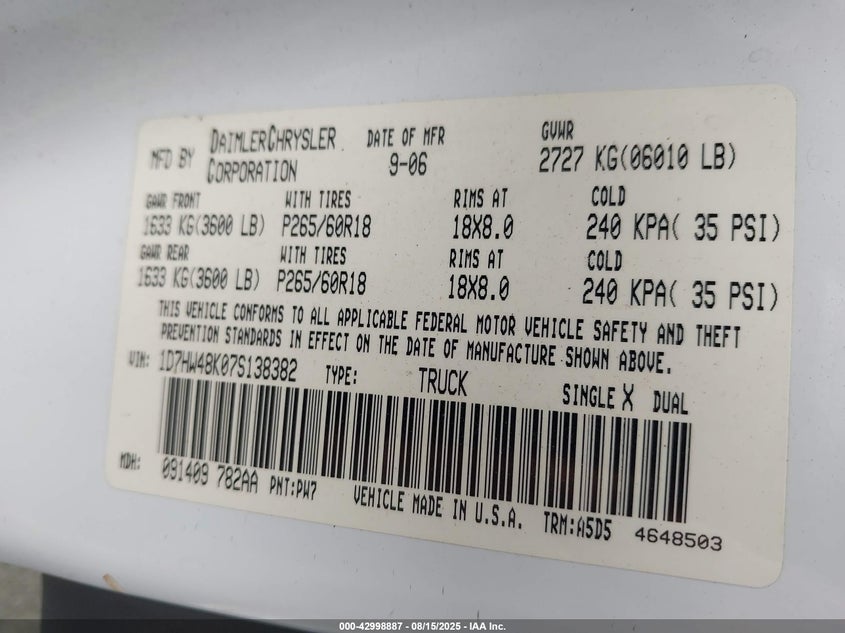 MFD BY DAIMLERCHRYSLER CORPORATION DATE OF MFR 9-06 GVWR 2727 KG(06010 LB)
GAWR FRONT WITH TIRES RIMS AT COLD
1633 KG(3600 LB) P265/60R18 18X8.0 240 KPA( 35 PSI)
GAWR REAR WITH TIRES RIMS AT COLD
1633 KG(3600 LB) P265/60R18 18X8.0 240 KPA( 35 PSI)
THIS VEHICLE CONFORMS TO ALL APPLICABLE FEDERAL MOTOR VEHICLE SAFETY AND THEFT
PREVENTION STANDARDS IN EFFECT ON THE DATE OF MANUFACTURE SHOWN ABOVE.
VIN: 1D7HW48K07S138382 TYPE: TRUCK SINGLE X DUAL
MDH: 091409 782AA PNT:PW7 VEHICLE MADE IN U.S.A. TRM:A5D5 4648503
000-42998887 - 08/15/2025 - IAA Inc.